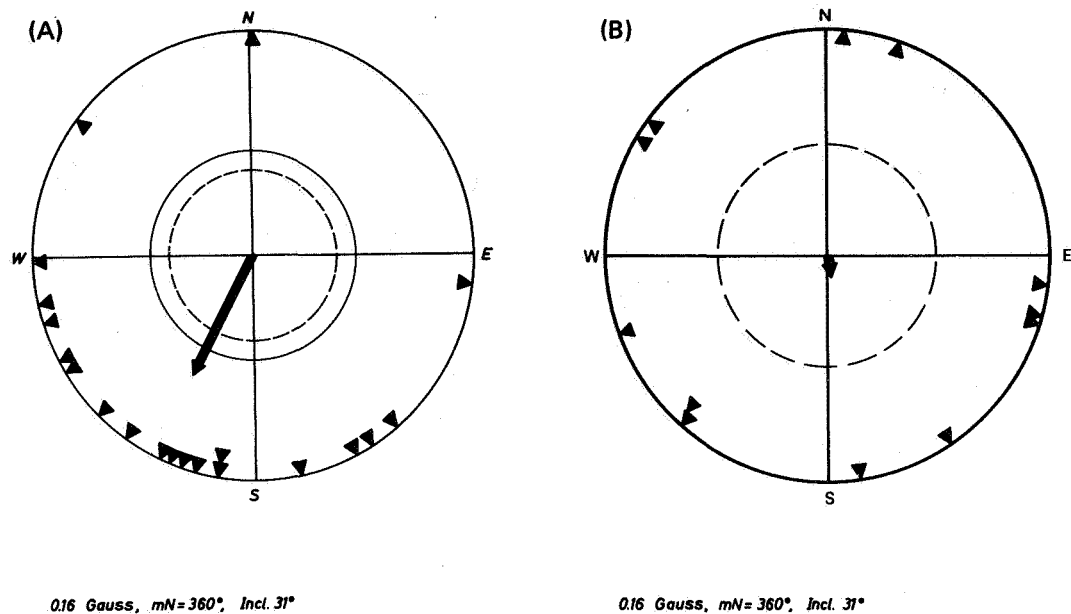 (A)
N
W
E
S
0.16 Gauss, mN = 360°, Incl. 31°
(B)
N
W
E
S
0.16 Gauss, mN = 360°, Incl. 31°